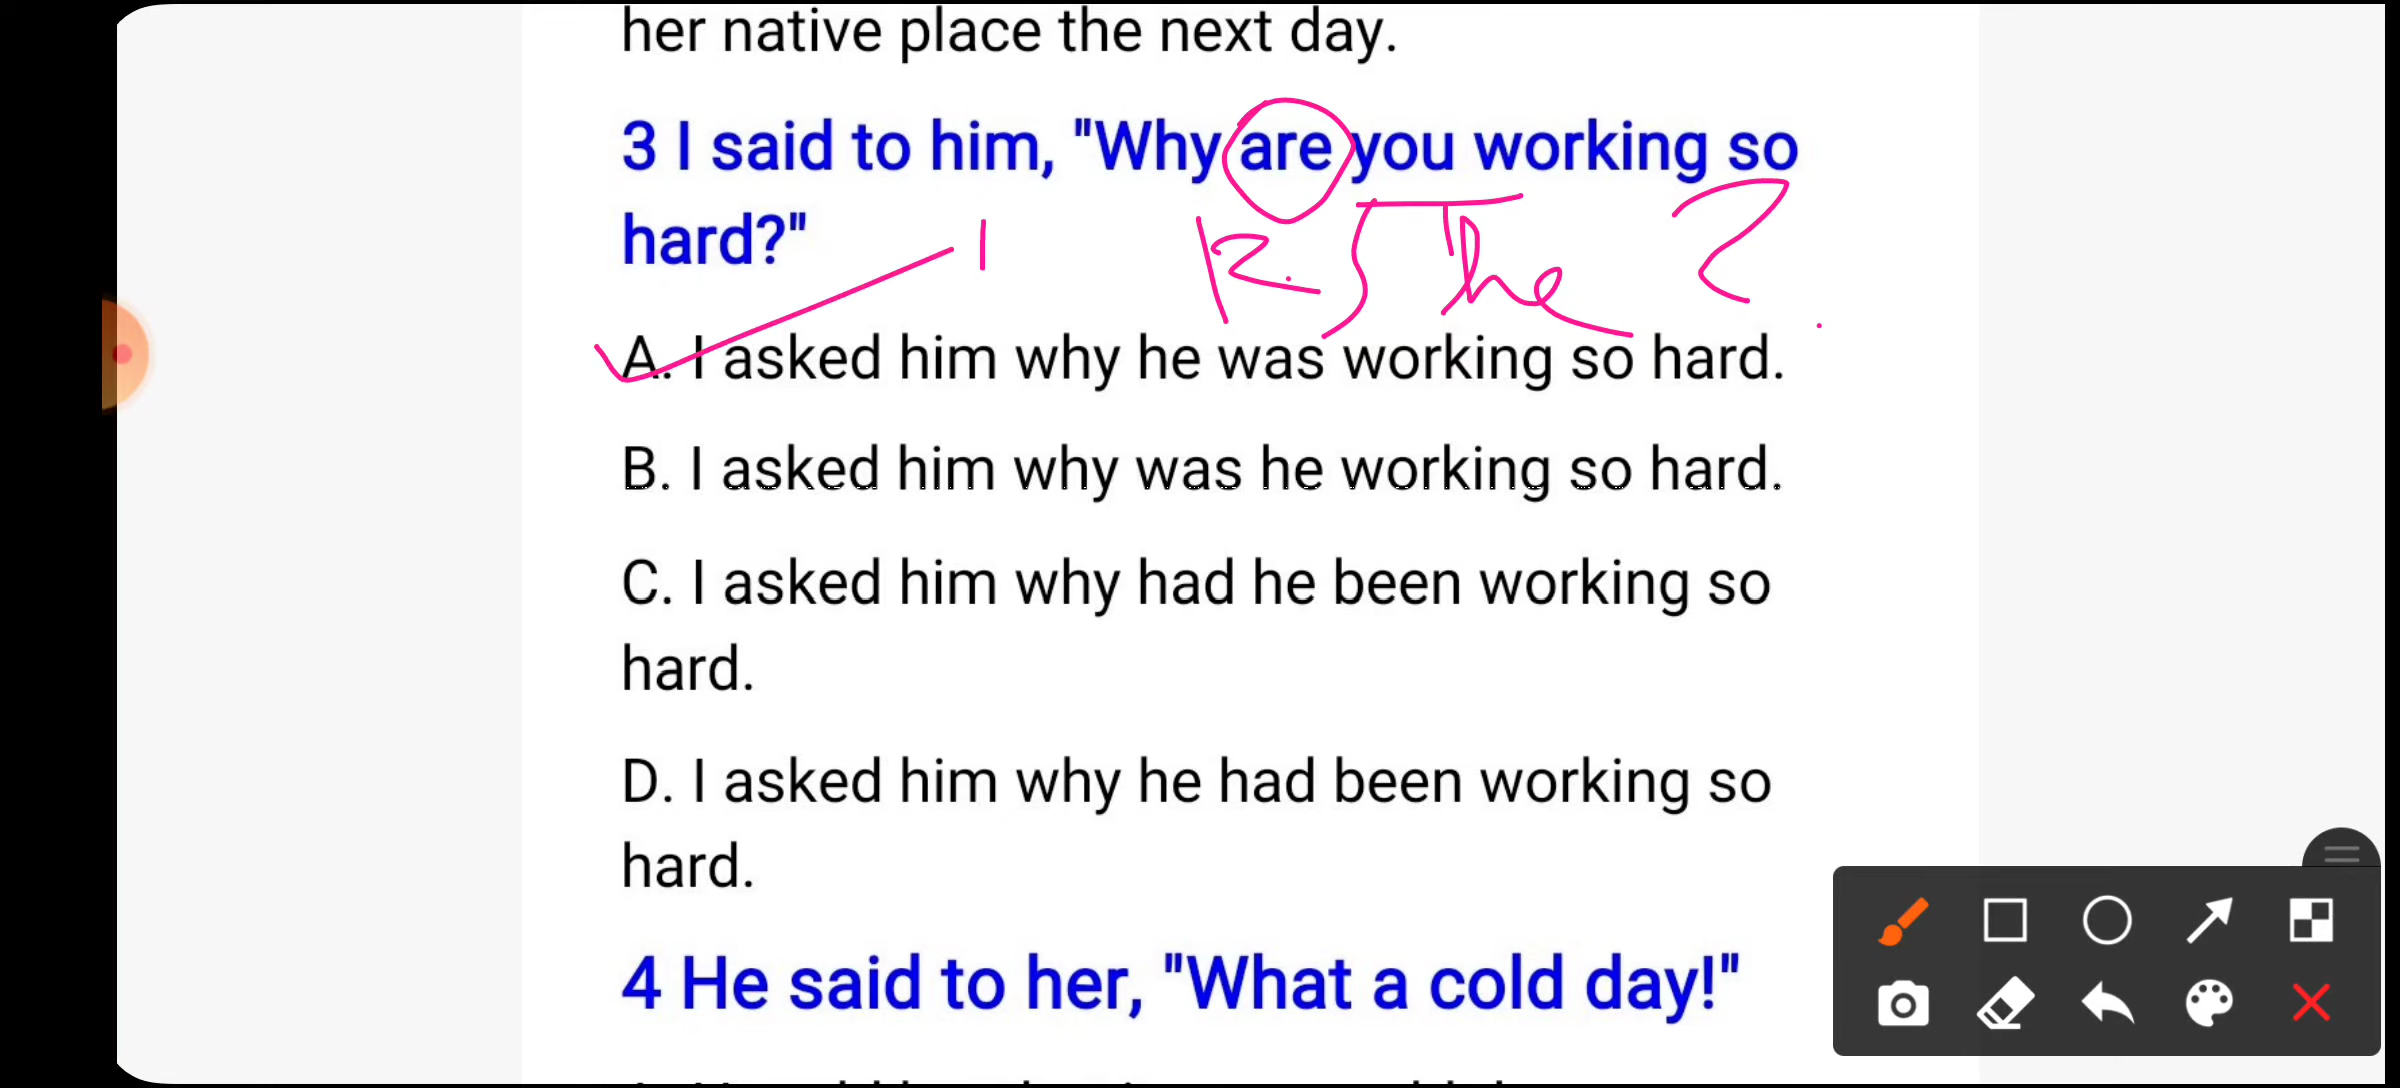 her native place the next day.
3 I said to him, "Why are you working so
hard?"
The
A. I asked him why he was working so hard.
B. I asked him why was he working so hard.
C. I asked him why had he been working so
hard.
D. I asked him why he had been working so
hard.
4 He said to her, "What a cold day!"